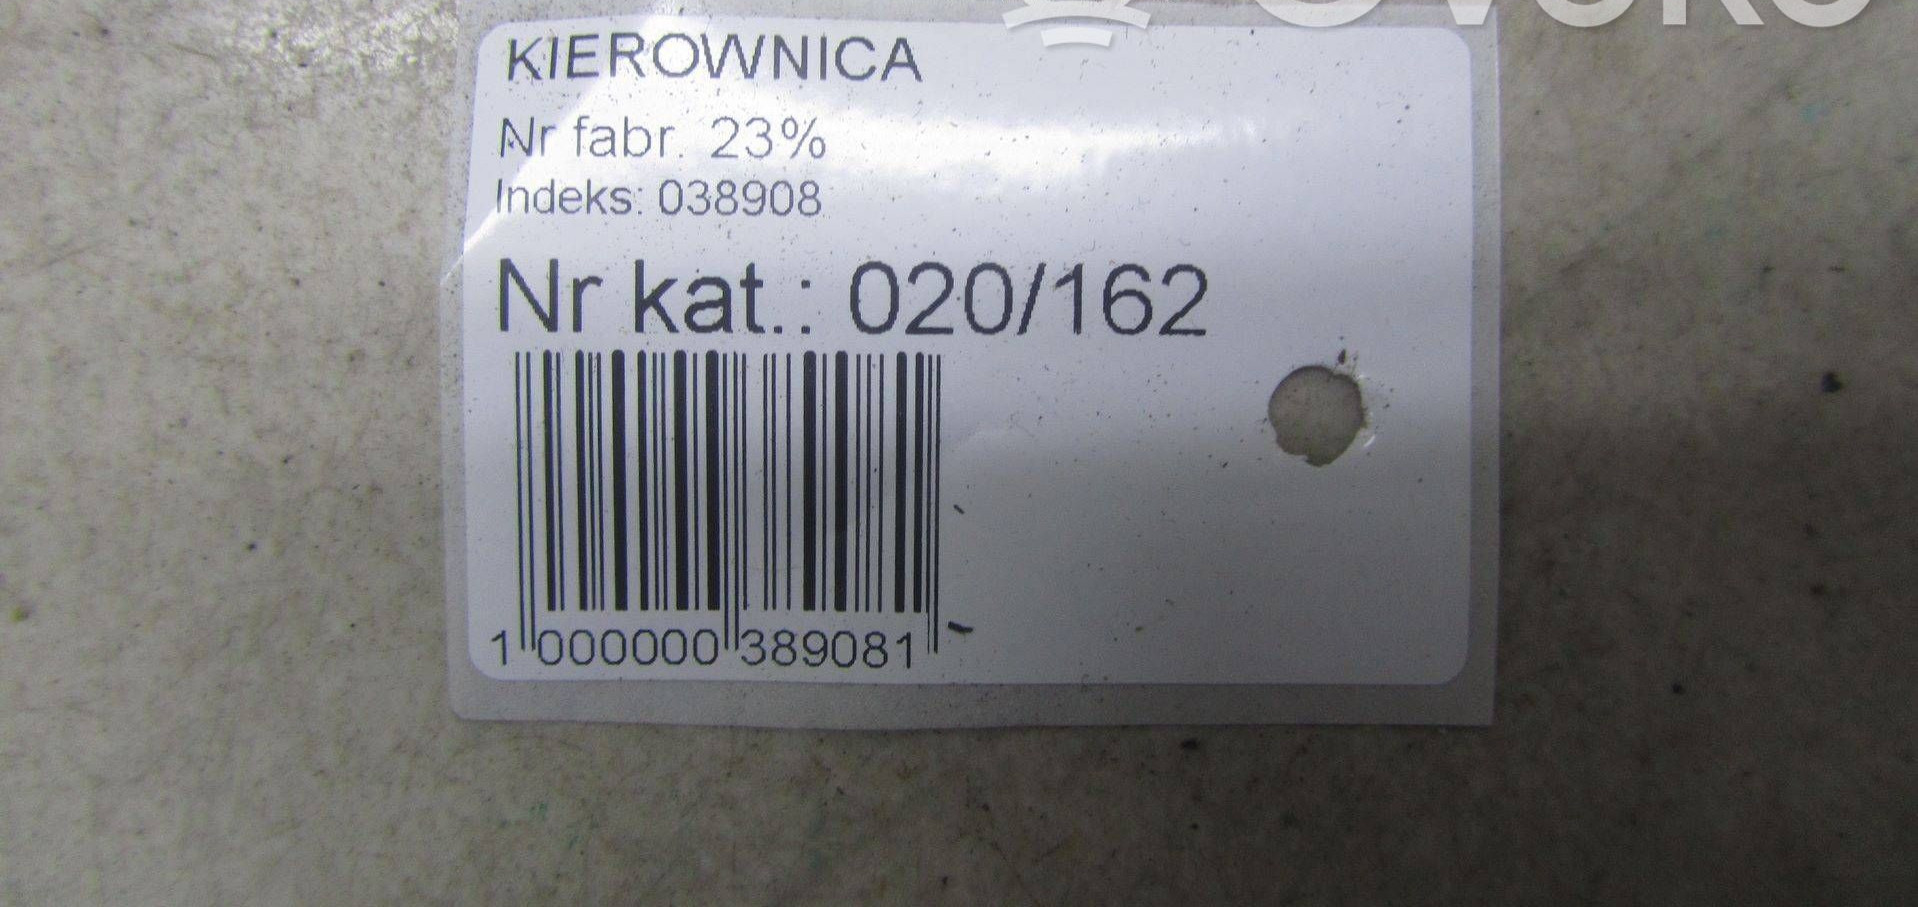 KIEROWNICA
Nr fabr. 23%
Indeks: 038908
Nr kat.: 020/162
1 000000 389081